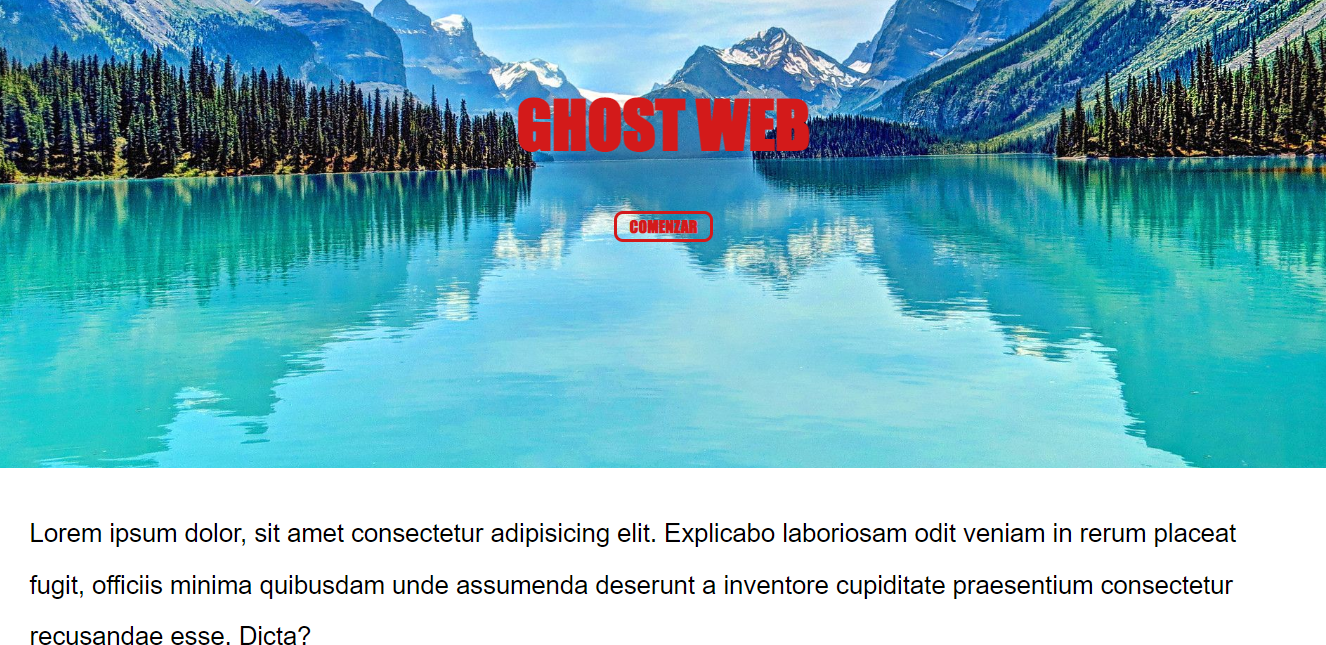 GHOST WEB
COMENZAR
Lorem ipsum dolor, sit amet consectetur adipisicing elit. Explicabo laboriosam odit veniam in rerum placeat
fugit, officiis minima quibusdam unde assumenda deserunt a inventore cupiditate praesentium consectetur
recusandae esse. Dicta?